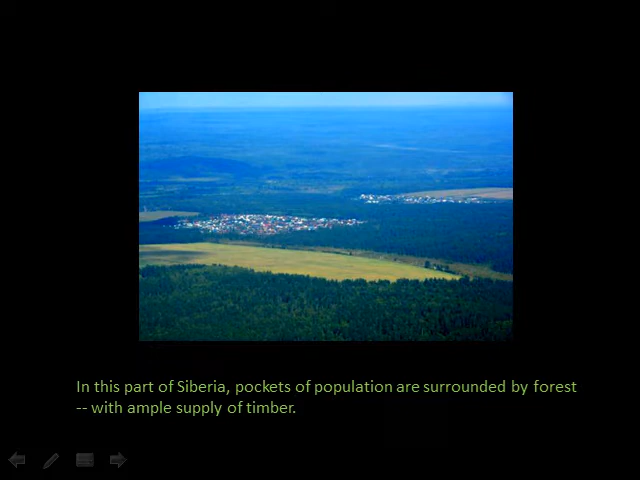 In this part of Siberia, pockets of population are surrounded by forest
-- with ample supply of timber.